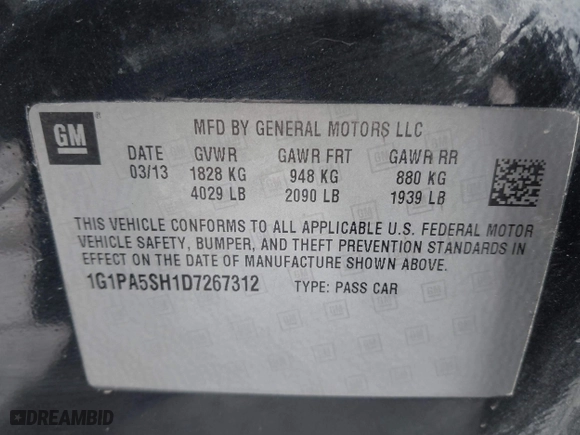 GM
MFD BY GENERAL MOTORS LLC
DATE GVWR GAWR FRT GAWR RR
03/13 1828 KG 948 KG 880 KG
4029 LB 2090 LB 1939 LB
THIS VEHICLE CONFORMS TO ALL APPLICABLE U.S. FEDERAL MOTOR
VEHICLE SAFETY, BUMPER, AND THEFT PREVENTION STANDARDS IN
EFFECT ON THE DATE OF MANUFACTURE SHOWN ABOVE.
1G1PA5SH1D7267312 TYPE: PASS CAR
DREAMBID